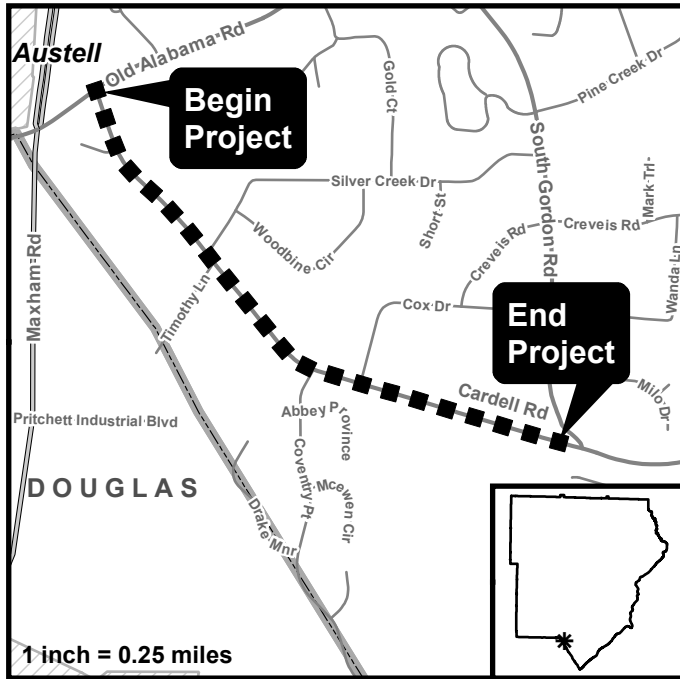 Austell
Old Alabama Rd
Begin
Project
Gold Ct
Pine Creek Dr
South Gordon Rd
Silver Creek Dr
Short St
Mark Trl
Woodbine Cir
Creveis Rd
Creveis Rd
Wanda Ln
Maxham Rd
Timothy Ln
Cox Dr
End
Project
Cardell Rd
Milo Dr
Pritchett Industrial Blvd
Abbey Province
Coventry Pt
Mcewen Cir
DOUGLAS
Drake Mnr
1 inch = 0.25 miles